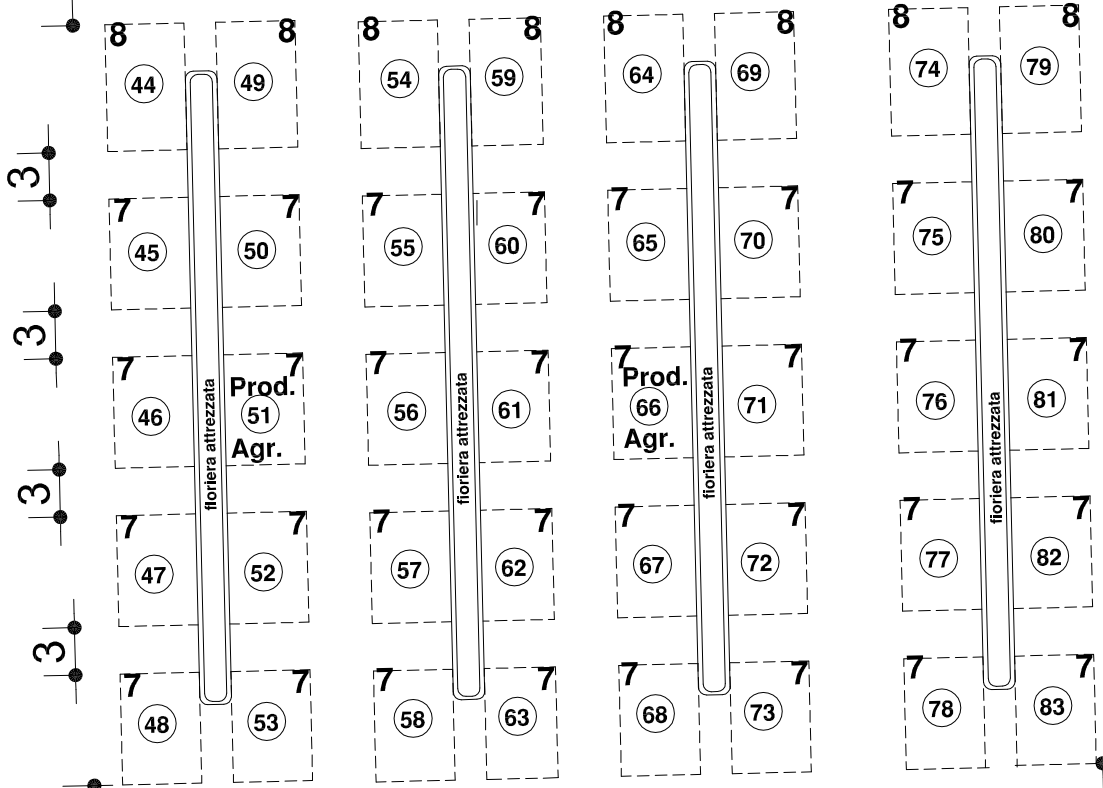 8 8 8 8 8 8 8 8
44 49 54 59 64 69 74 79
3
7 7 7 7 7 7 7 7
45 50 55 60 65 70 75 80
3
7 7 7 7 7 7 7 7
Prod. Prod.
46 51 56 61 66 71 76 81
Agr. Agr.
fioriera attrezzata fioriera attrezzata fioriera attrezzata fioriera attrezzata
3
7 7 7 7 7 7 7 7
47 52 57 62 67 72 77 82
3
7 7 7 7 7 7 7 7
48 53 58 63 68 73 78 83